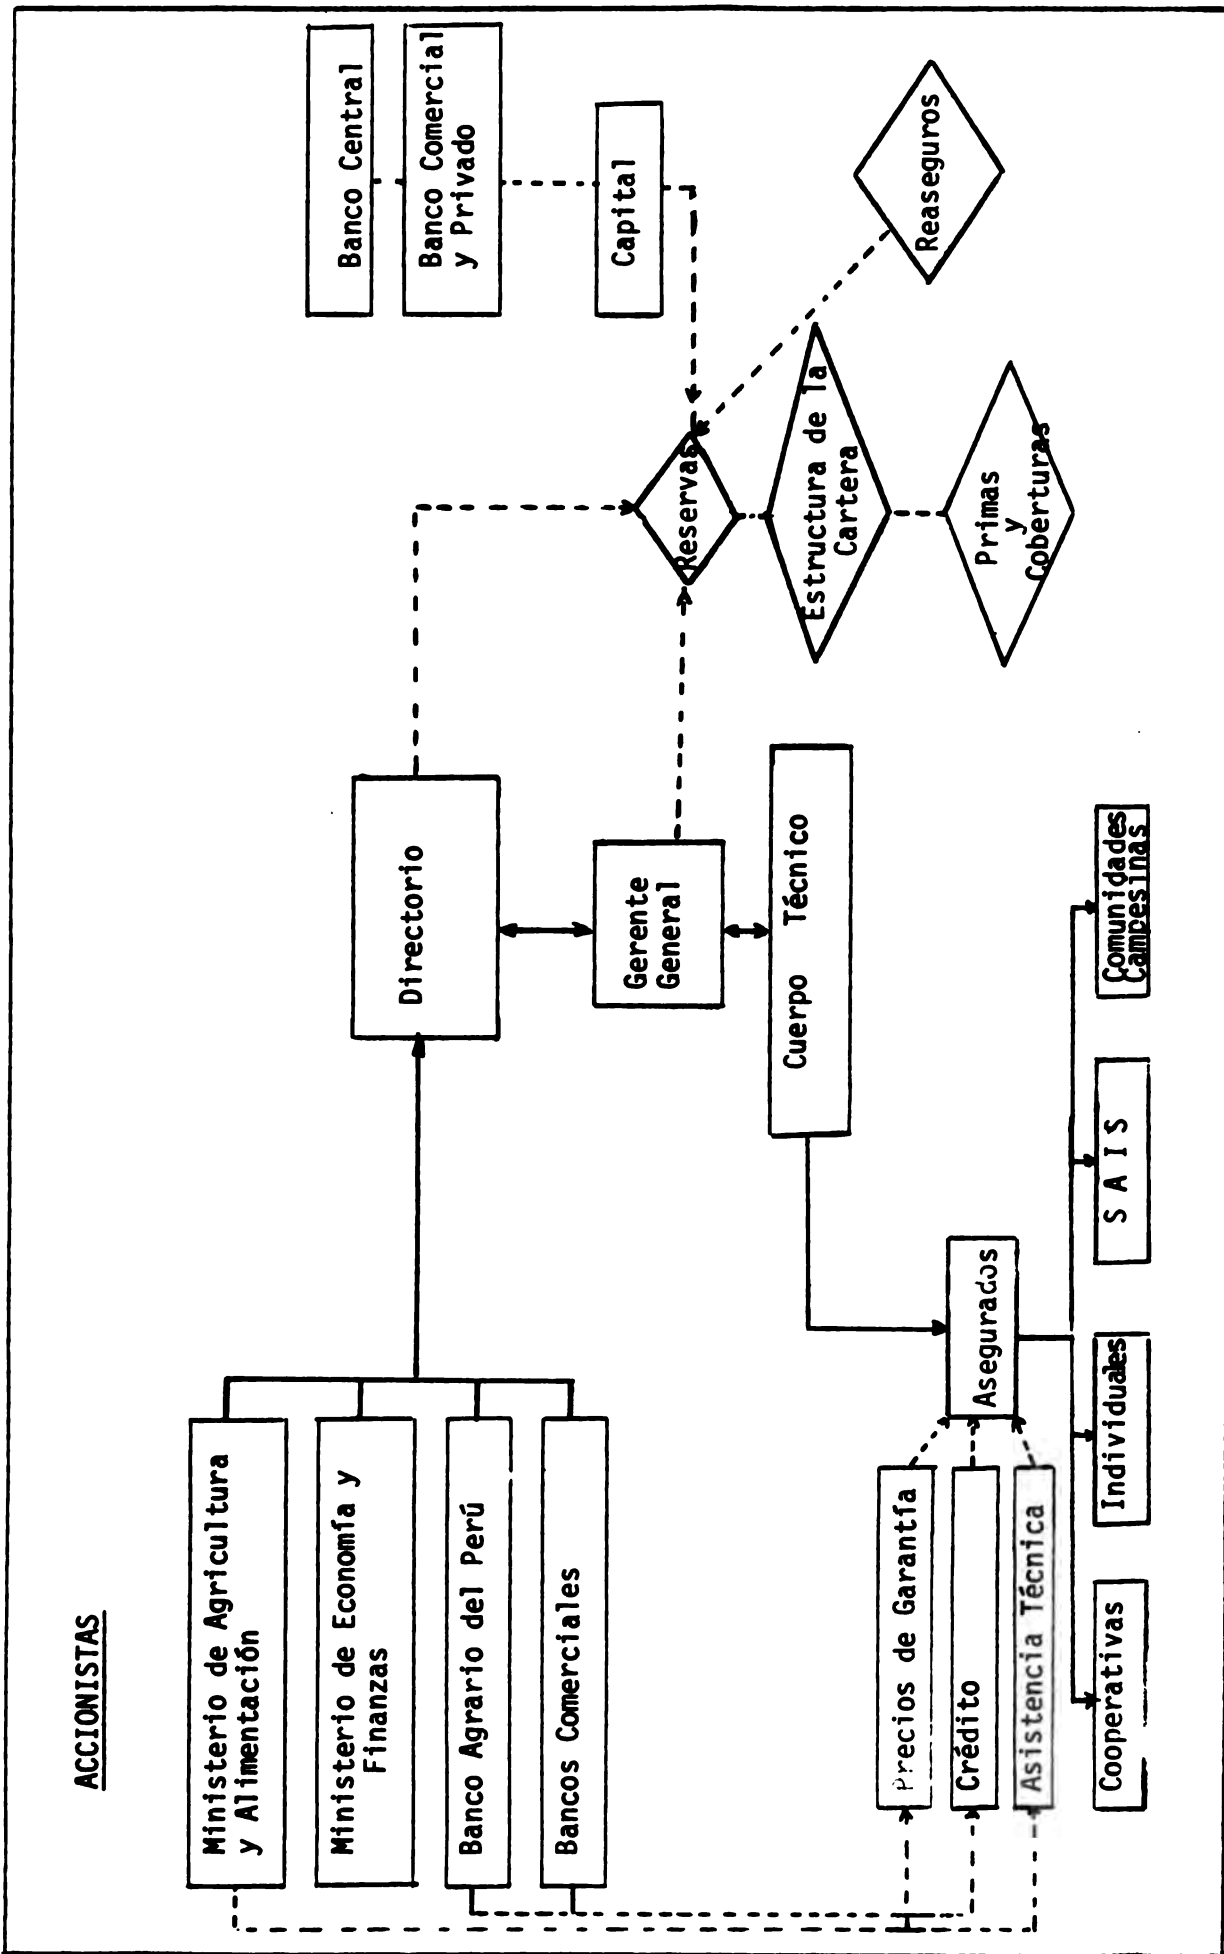 ACCIONISTAS
Ministerio de Agricultura
y Alimentación
Ministerio de Economía y
Finanzas
Banco Agrario del Perú
Bancos Comerciales
Directorio
Gerente
General
Cuerpo Técnico
Banco Central
Banco Comercial
y Privado
Capital
Reservas
Reaseguros
Estructura de la
Cartera
Primas
y
Coberturas
Precios de Garantía
Crédito
Asistencia Técnica
Asegurados
Cooperativas
Individuales
S A I S
Comunidades
Campesinas